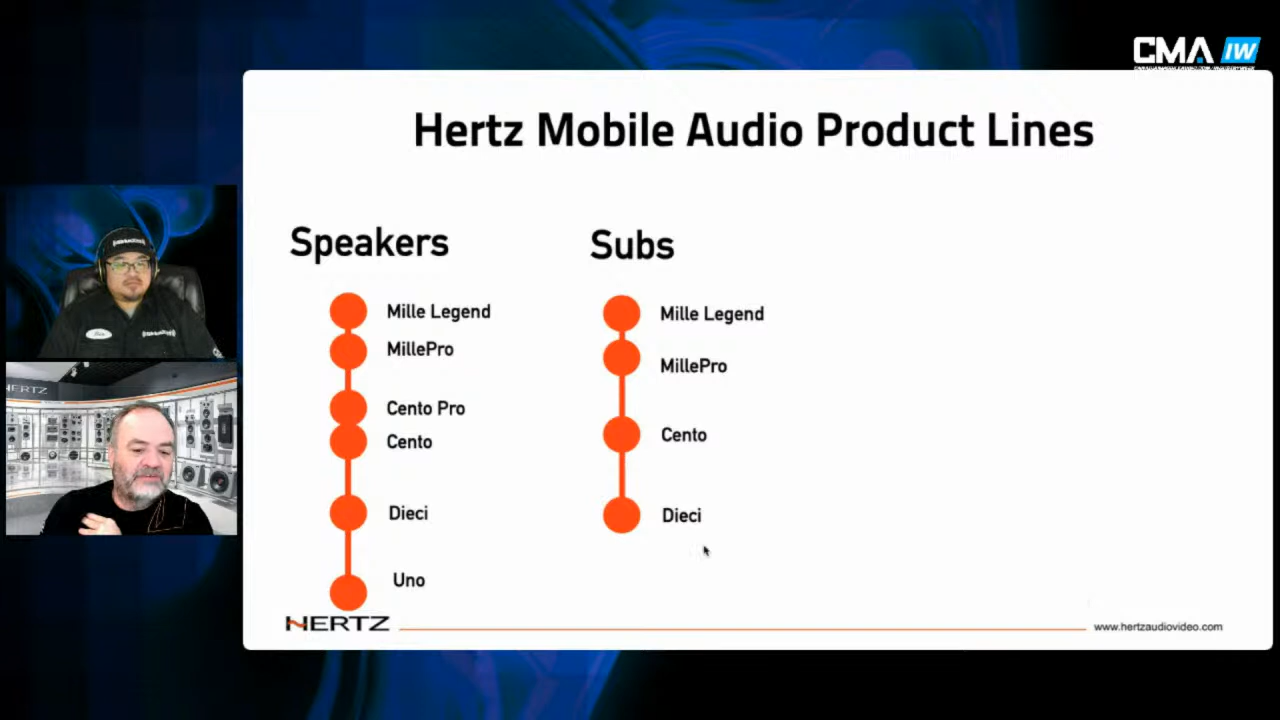 CMA IW
Hertz Mobile Audio Product Lines
Speakers
Mille Legend
MillePro
Cento Pro
Cento
Dieci
Uno
Subs
Mille Legend
MillePro
Cento
Dieci
HERTZ
www.hertzaudiovideo.com
HERTZ